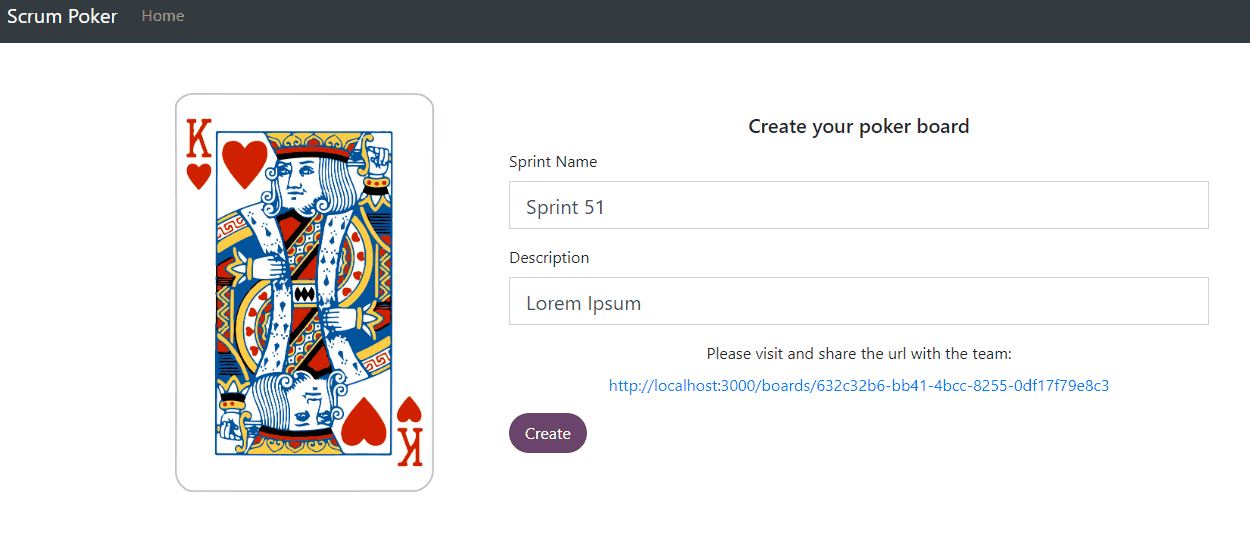 Scrum Poker Home
K
Create your poker board
Sprint Name
Sprint 51
Description
Lorem Ipsum
Please visit and share the url with the team:
http://localhost:3000/boards/632c32b6-bb41-4bcc-8255-0df17f79e8c3
Create
K